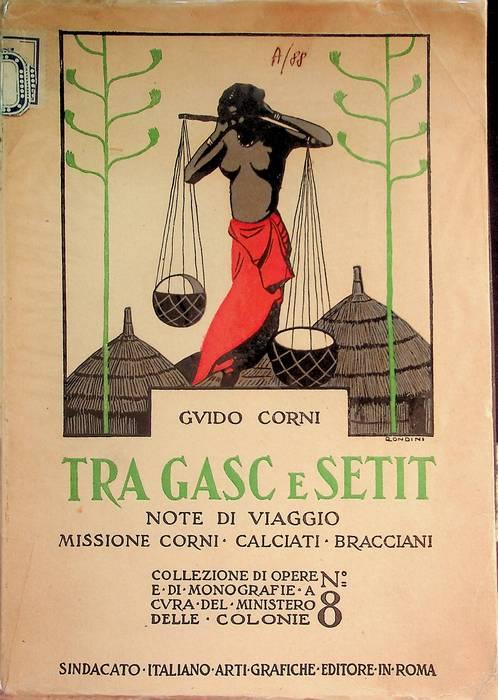 A/88
GVIDO CORNI
RONDINI
TRA GASC E SETIT
NOTE DI VIAGGIO
MISSIONE CORNI · CALCIATI · BRACCIANI
COLLEZIONE DI OPERE
E · DI · MONOGRAFIE · A
CVRA · DEL · MINISTERO
DELLE · COLONIE
Nº 8
SINDACATO · ITALIANO · ARTI · GRAFICHE · EDITORE · IN · ROMA